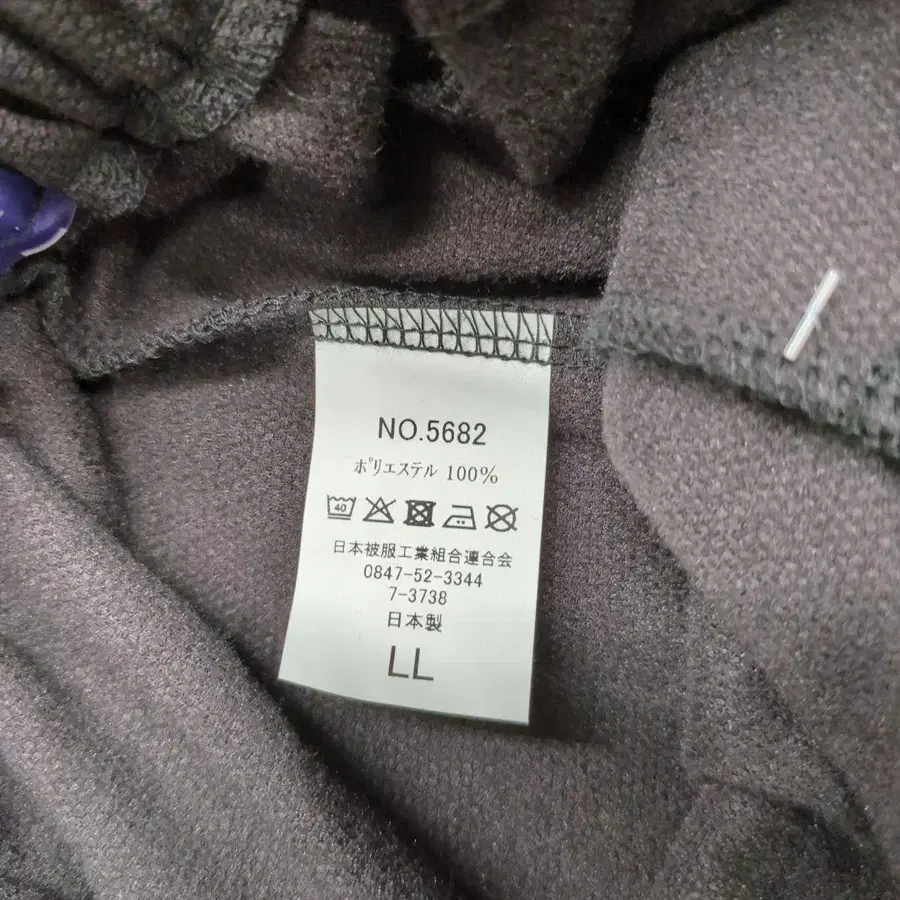 NO.5682
ポリエステル 100%
40
日本被服工業組合連合会
0847-52-3344
7-3738
日本製
LL